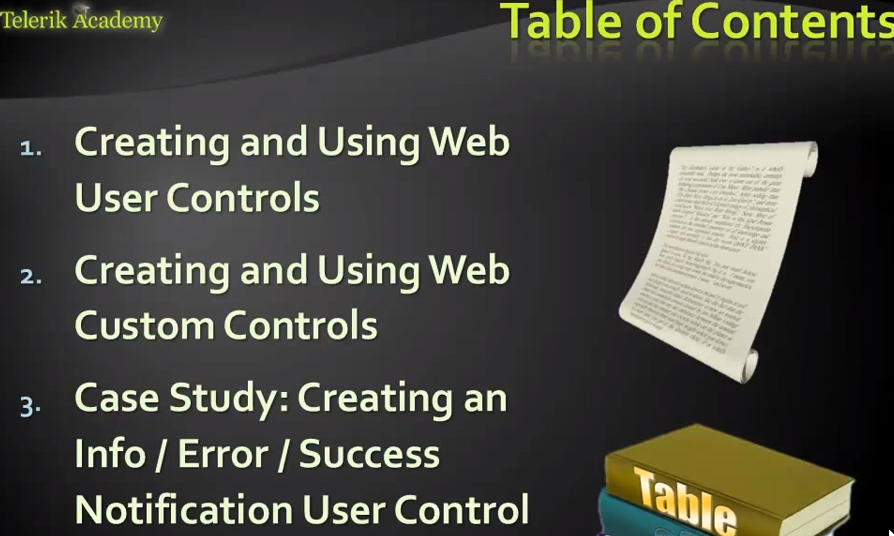 Telerik Academy
Table of Contents
1. Creating and Using Web
User Controls
2. Creating and Using Web
Custom Controls
3. Case Study: Creating an
Info / Error / Success
Notification User Control
Table